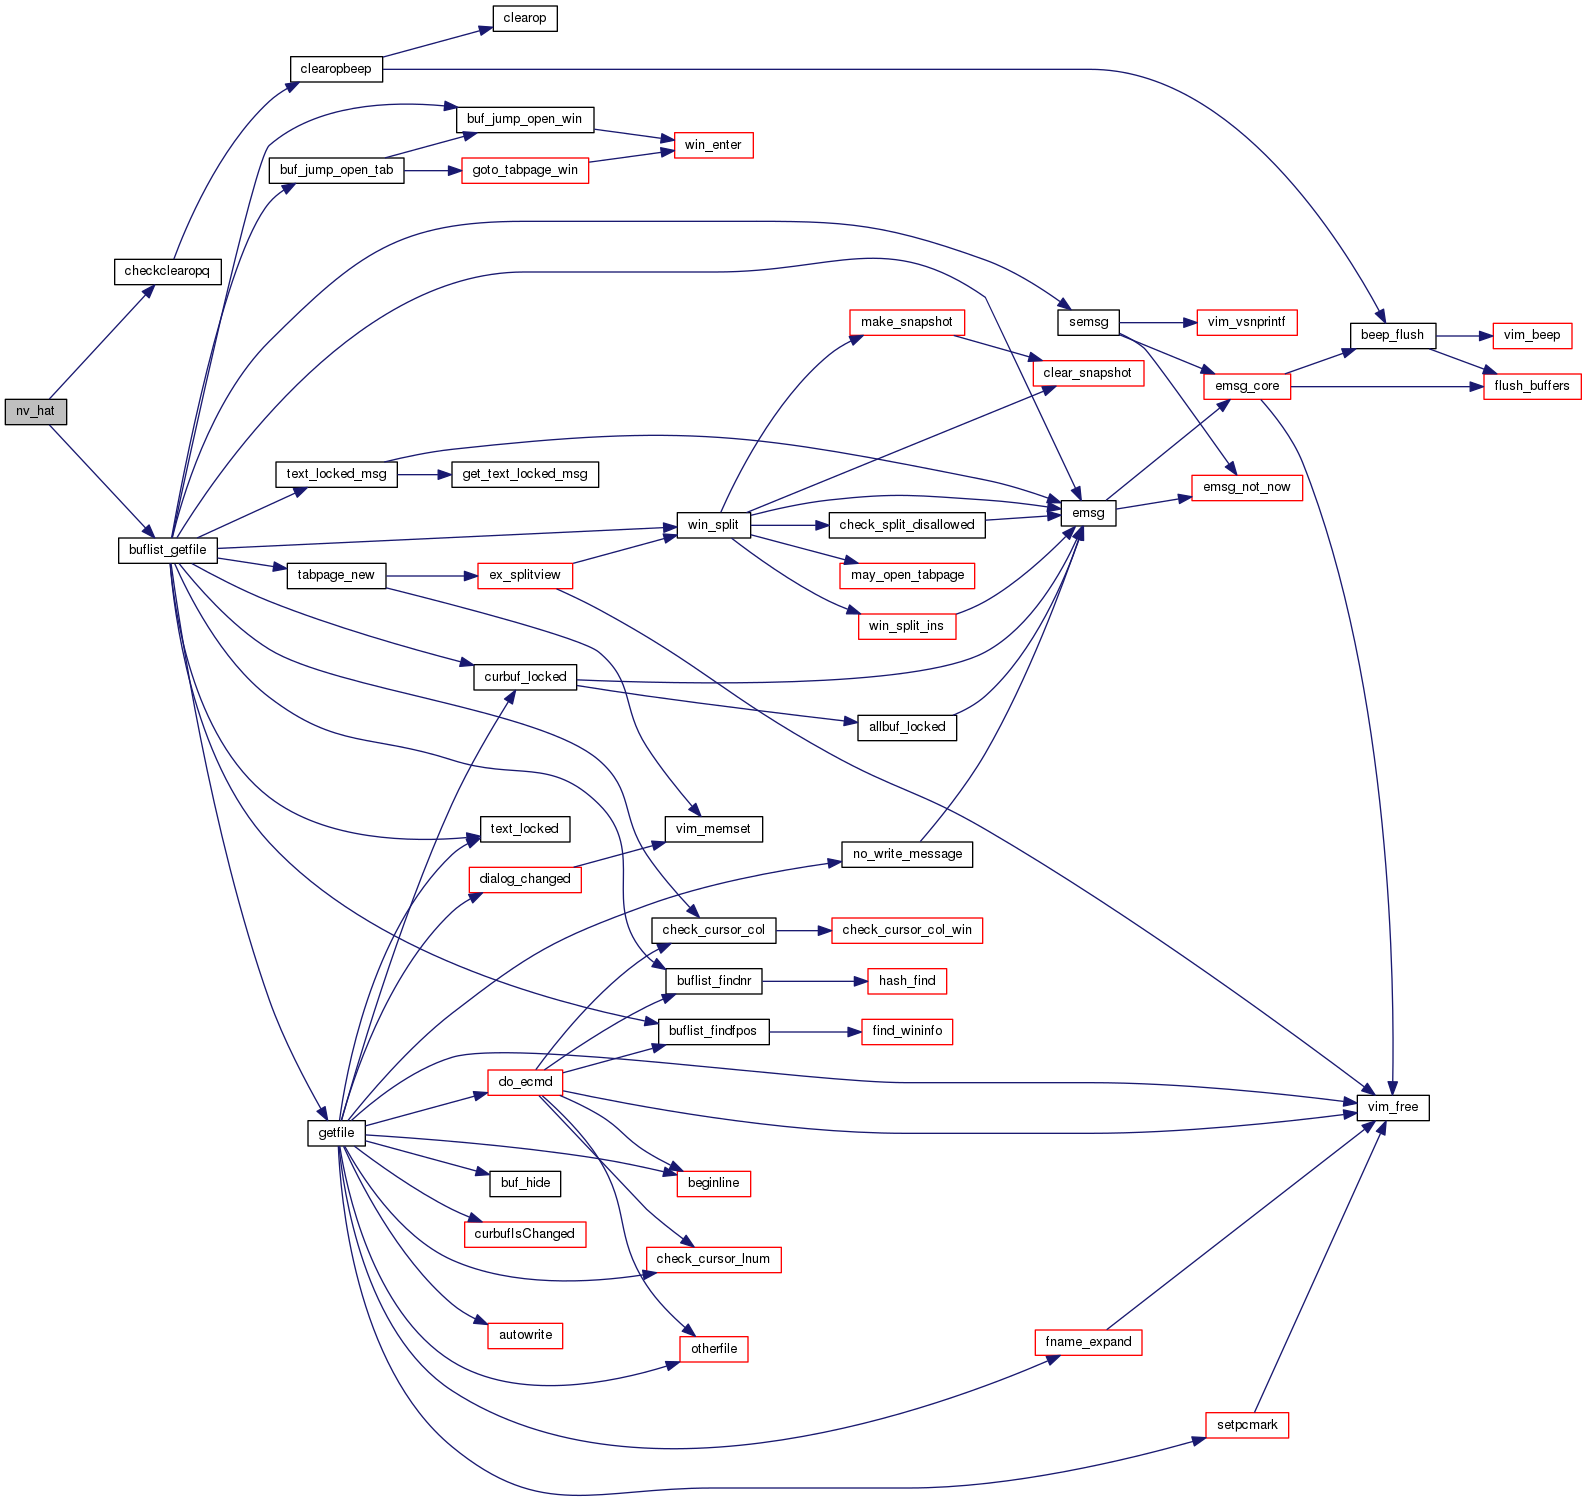 clearop
clearopbeep
buf_jump_open_win
win_enter
buf_jump_open_tab
goto_tabpage_win
checkclearopq
semsg
vim_vsnprintf
make_snapshot
beep_flush
vim_beep
clear_snapshot
emsg_core
flush_buffers
nv_hat
text_locked_msg
get_text_locked_msg
emsg_not_now
emsg
win_split
check_split_disallowed
buflist_getfile
tabpage_new
ex_splitview
may_open_tabpage
win_split_ins
curbuf_locked
allbuf_locked
text_locked
vim_memset
no_write_message
dialog_changed
check_cursor_col
check_cursor_col_win
buflist_findnr
hash_find
buflist_findfpos
find_wininfo
do_ecmd
vim_free
getfile
buf_hide
beginline
curbufIsChanged
check_cursor_lnum
autowrite
otherfile
fname_expand
setpcmark